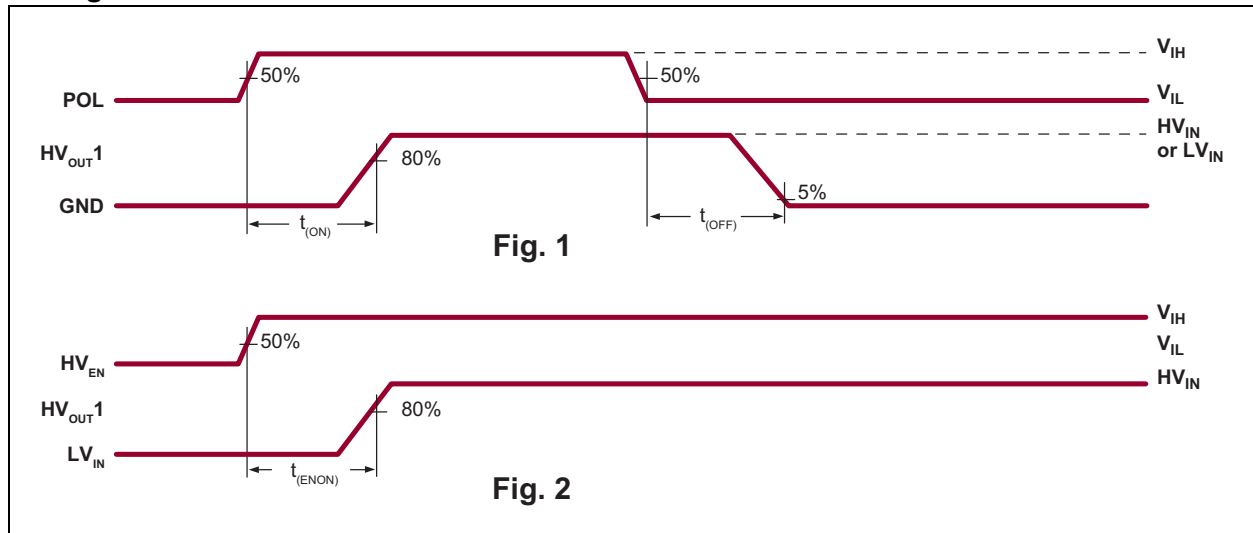 V_IH
50%
50%
POL
V_IL
HV_IN
or LV_IN
HV_OUT1
80%
GND
5%
t_(ON)
t_(OFF)
Fig. 1
V_IH
50%
V_IL
HV_EN
HV_IN
HV_OUT1
80%
LV_IN
t_(ENON)
Fig. 2